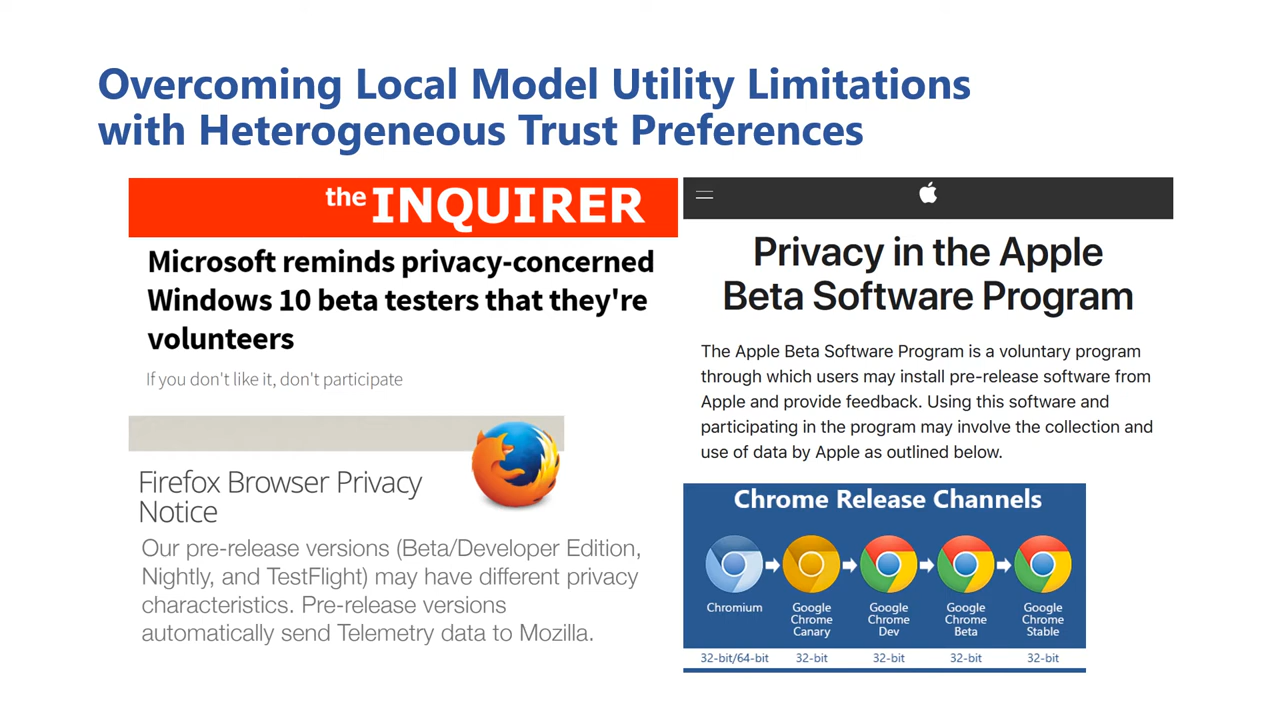 Overcoming Local Model Utility Limitations
with Heterogeneous Trust Preferences
the INQUIRER
Microsoft reminds privacy-concerned
Windows 10 beta testers that they're
volunteers
If you don't like it, don't participate
Firefox Browser Privacy
Notice
Our pre-release versions (Beta/Developer Edition,
Nightly, and TestFlight) may have different privacy
characteristics. Pre-release versions
automatically send Telemetry data to Mozilla.
Privacy in the Apple
Beta Software Program
The Apple Beta Software Program is a voluntary program
through which users may install pre-release software from
Apple and provide feedback. Using this software and
participating in the program may involve the collection and
use of data by Apple as outlined below.
Chrome Release Channels
Chromium
Google
Chrome
Canary
Google
Chrome
Dev
Google
Chrome
Beta
Google
Chrome
Stable
32-bit/64-bit 32-bit 32-bit 32-bit 32-bit